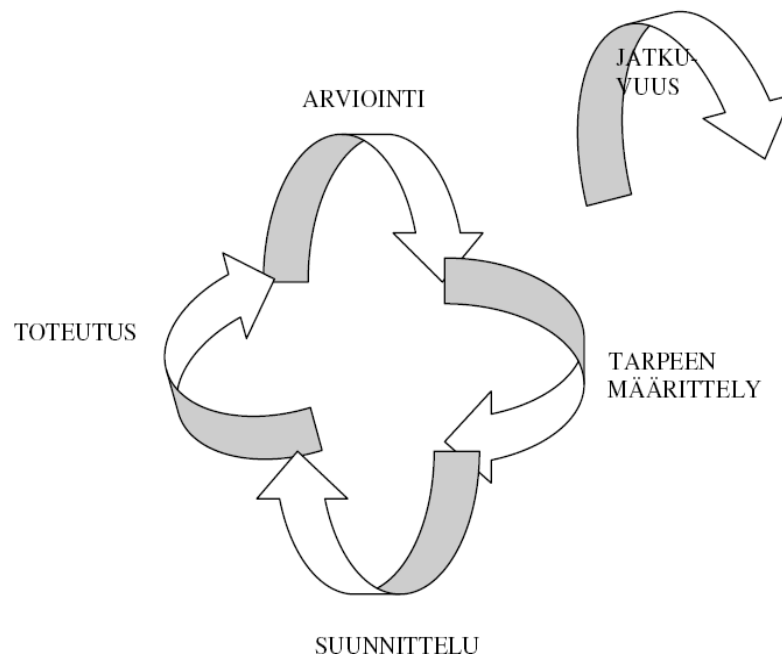 JATKU-
VUUS
ARVIOINTI
TOTEUTUS
TARPEEN
MÄÄRITTELY
SUUNNITTELU